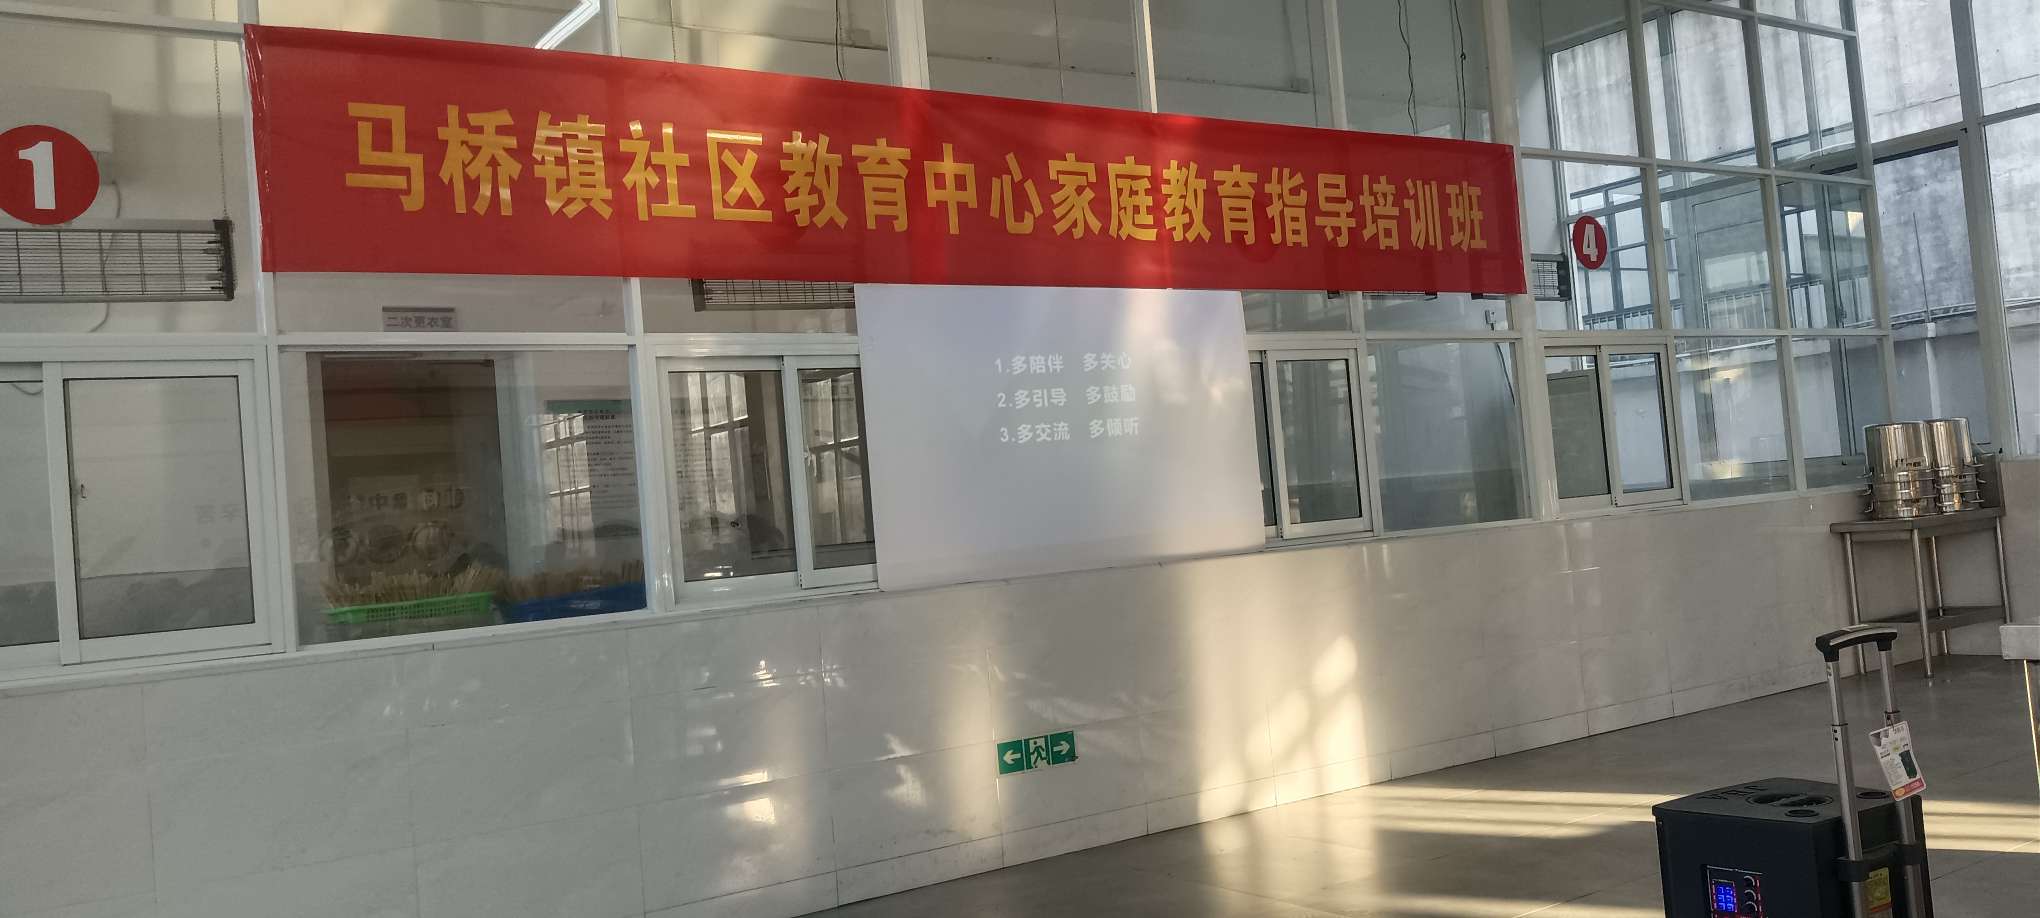 马桥镇社区教育中心家庭教育指导培训班
1
4
二次更衣室
1.多陪伴 多关心
2.多引导 多鼓励
3.多交流 多倾听